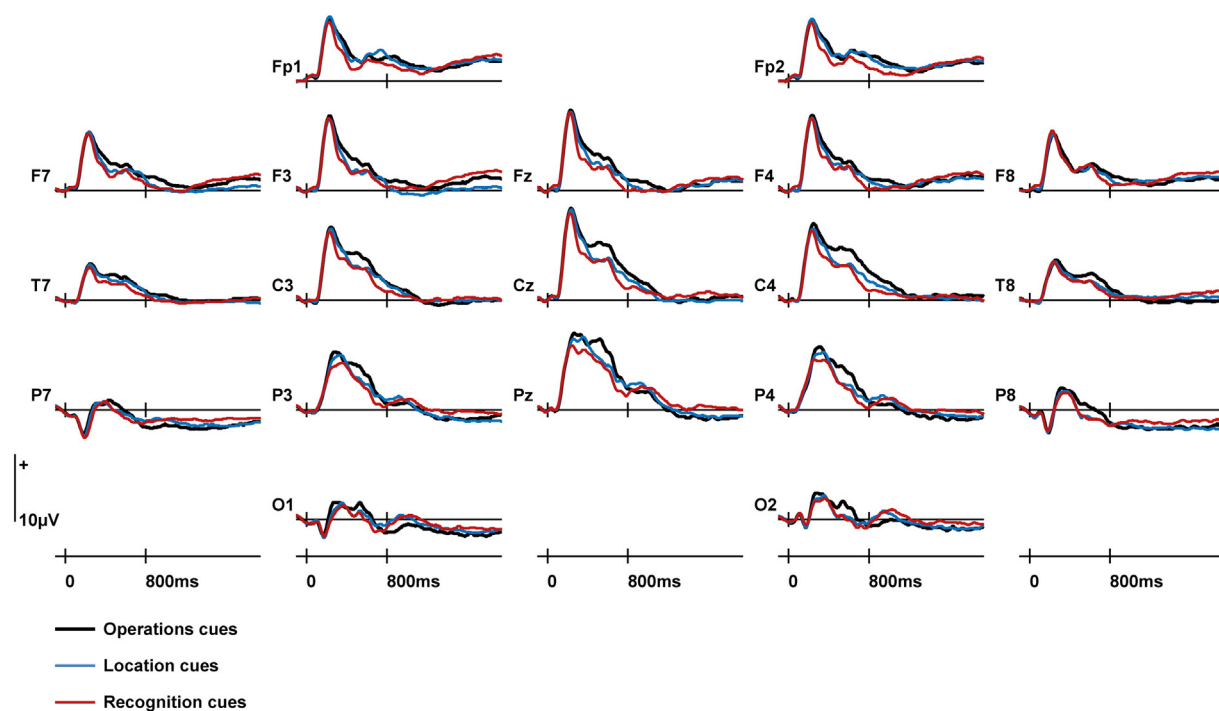 Fp1 Fp2
F7 F3 Fz F4 F8
T7 C3 Cz C4 T8
P7 P3 Pz P4 P8
+
10µV
O1 O2
0 800ms 0 800ms 0 800ms 0 800ms 0 800ms
Operations cues
Location cues
Recognition cues